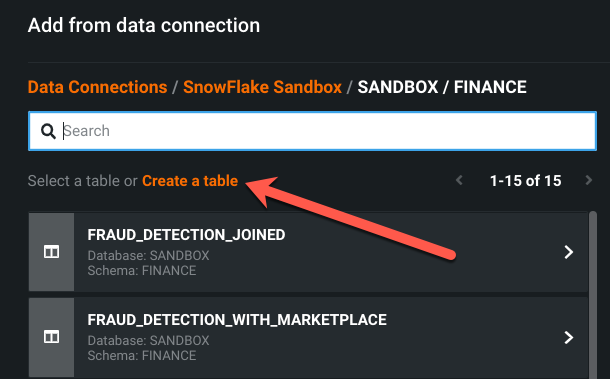 Add from data connection
Data Connections / SnowFlake Sandbox / SANDBOX / FINANCE
Search
Select a table or Create a table 1-15 of 15
FRAUD_DETECTION_JOINED
Database: SANDBOX
Schema: FINANCE
FRAUD_DETECTION_WITH_MARKETPLACE
Database: SANDBOX
Schema: FINANCE